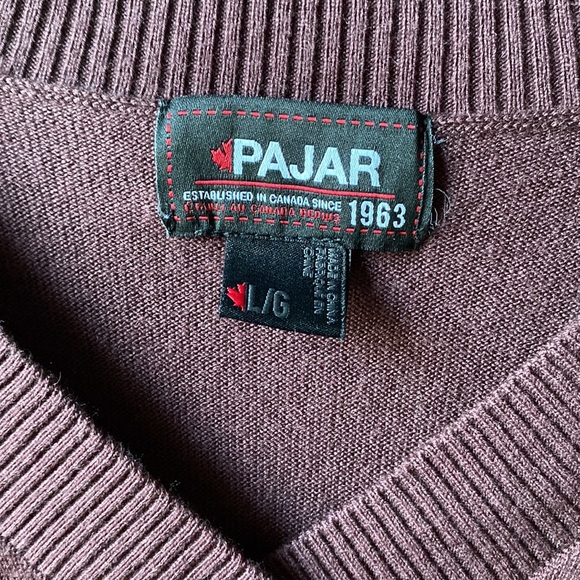 PAJAR
ESTABLISHED IN CANADA SINCE
ÉTABLI AU CANADA DEPUIS
1963
L/G
MADE IN CHINA
FABRIQUÉ EN
CHINE